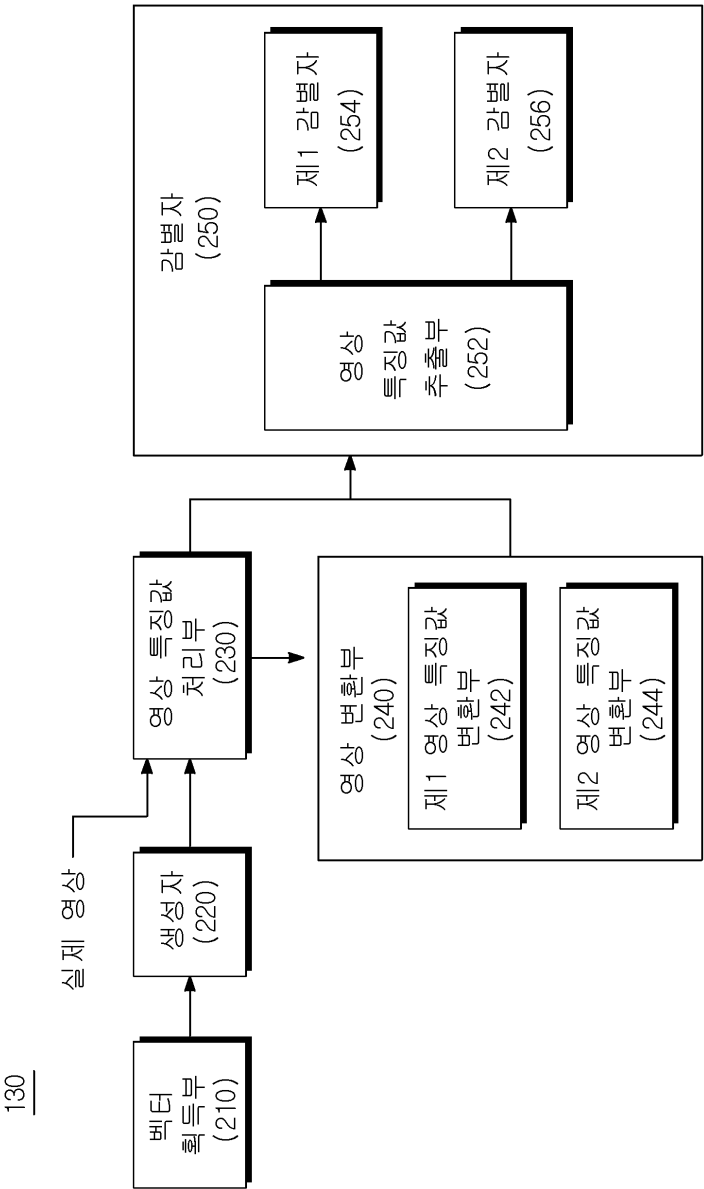 130
실제 영상
벡터
획득부
(210)
생성자
(220)
영상 특징값
처리부
(230)
영상 변환부
(240)
제1 영상 특징값
변환부
(242)
제2 영상 특징값
변환부
(244)
감별자
(250)
영상
특징값
추출부
(252)
제1 감별자
(254)
제2 감별자
(256)